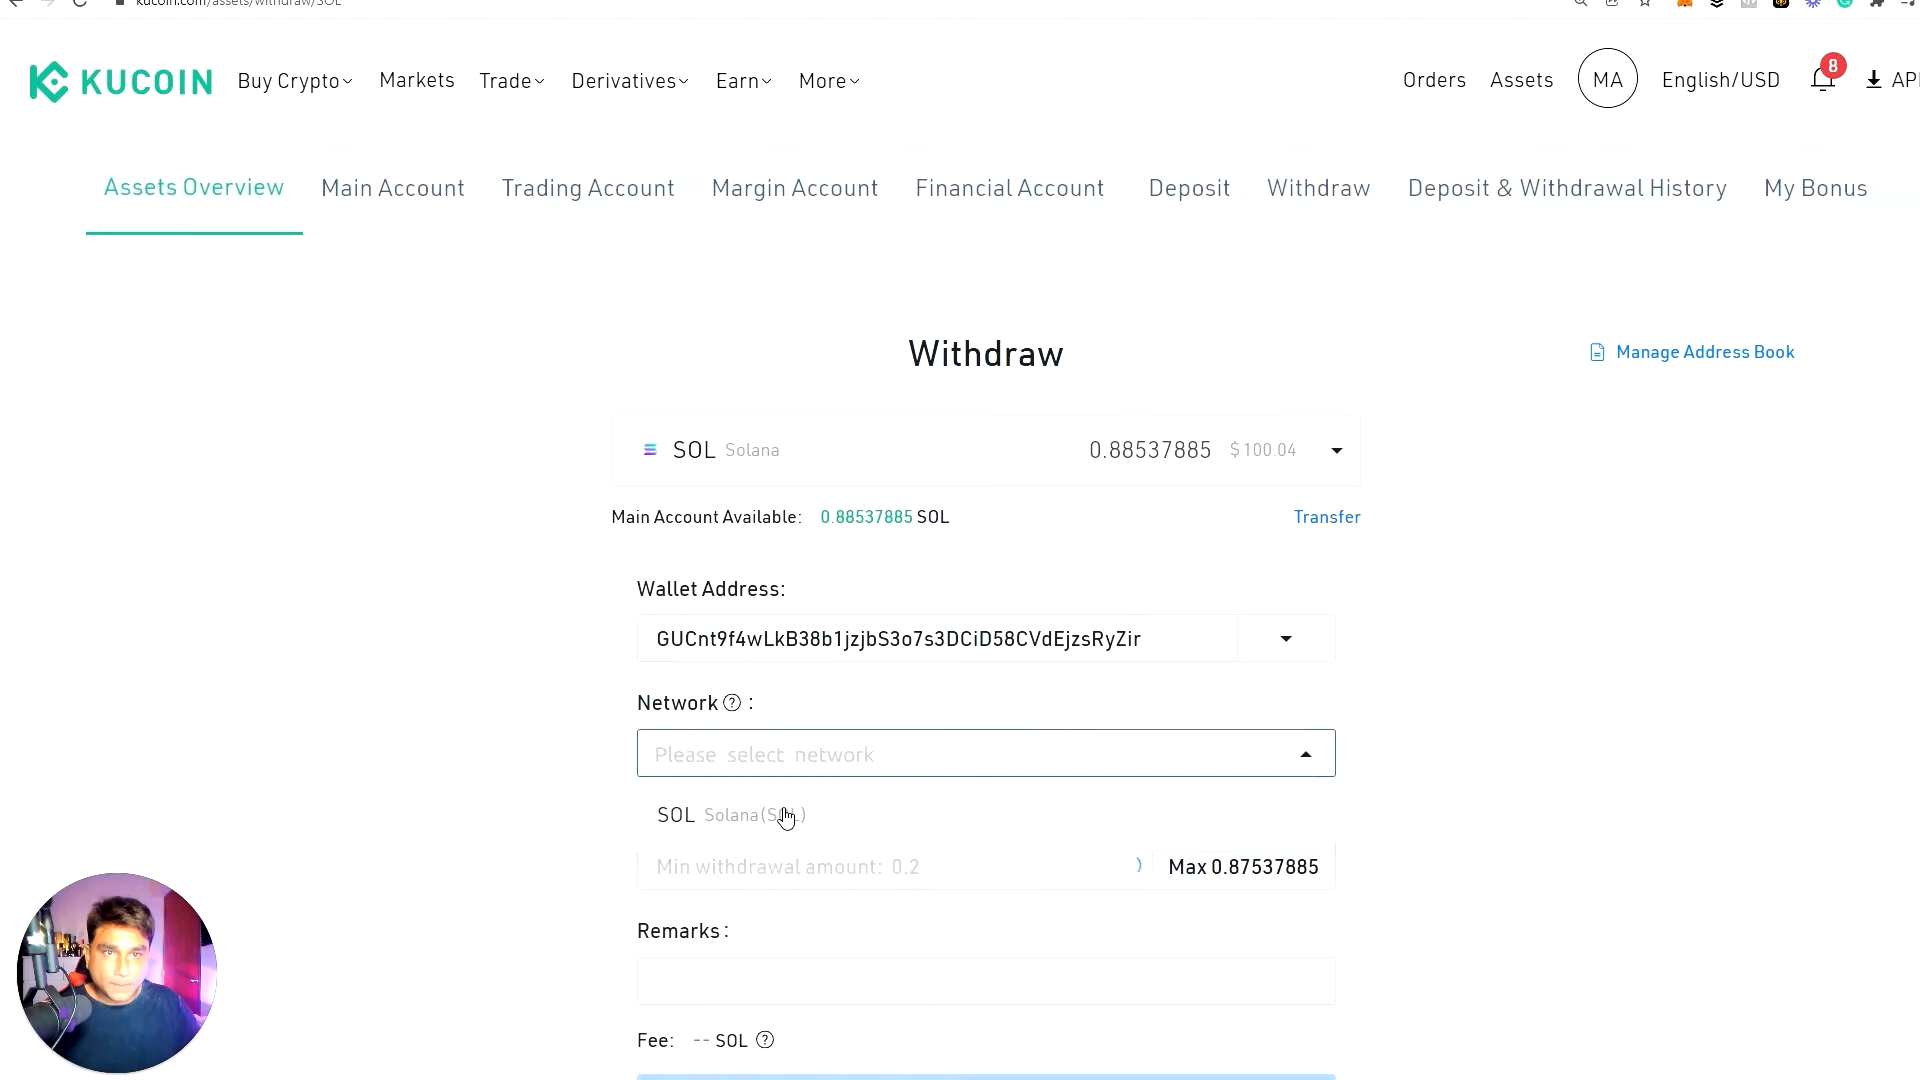 kucoin.com/assets/withdraw/SOL
KUCOIN Buy Crypto Markets Trade Derivatives Earn More Orders Assets MA English/USD 8 API
Assets Overview Main Account Trading Account Margin Account Financial Account Deposit Withdraw Deposit & Withdrawal History My Bonus
Withdraw
Manage Address Book
SOL Solana 0.88537885 $100.04
Main Account Available: 0.88537885 SOL Transfer
Wallet Address:
GUCnt9f4wLkB38b1jzjbS3o7s3DCiD58CVdEjzsRyZir
Network ? :
Please select network
SOL Solana(SOL)
Min withdrawal amount: 0.2 Max 0.87537885
Remarks:
Fee: -- SOL ?